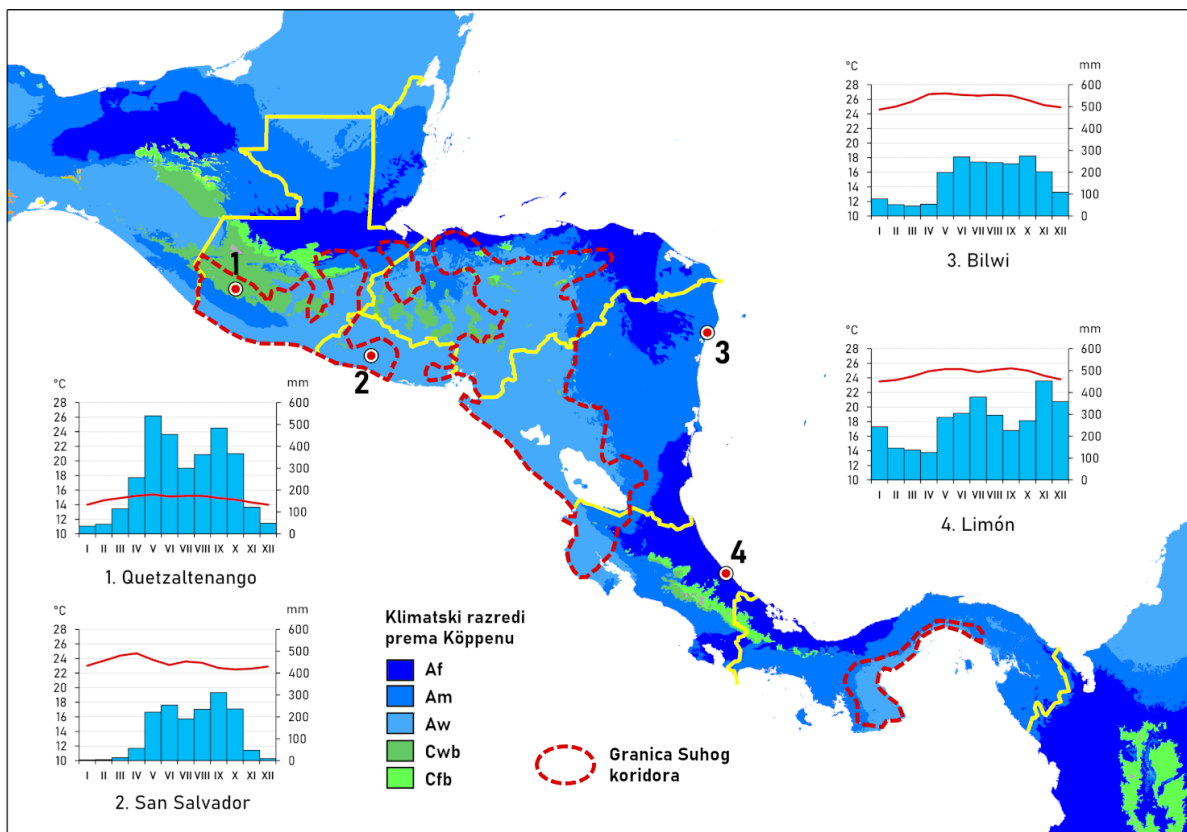 °C mm
28 600
26 500
24
22 400
20
18 300
16 200
14
12 100
10 0
I II III IV V VI VII VIII IX X XI XII
3. Bilwi
1
2
3
°C mm
28 600
26 500
24
22 400
20
18 300
16 200
14
12 100
10 0
I II III IV V VI VII VIII IX X XI XII
4. Limón
°C mm
28 600
26 500
24
22 400
20
18 300
16 200
14
12 100
10 0
I II III IV V VI VII VIII IX X XI XII
1. Quetzaltenango
4
°C mm
28 600
26 500
24
22 400
20
18 300
16 200
14
12 100
10 0
I II III IV V VI VII VIII IX X XI XII
2. San Salvador
Klimatski razredi
prema Köppenu
Af
Am
Aw
Cwb
Cfb
Granica Suhog
koridora